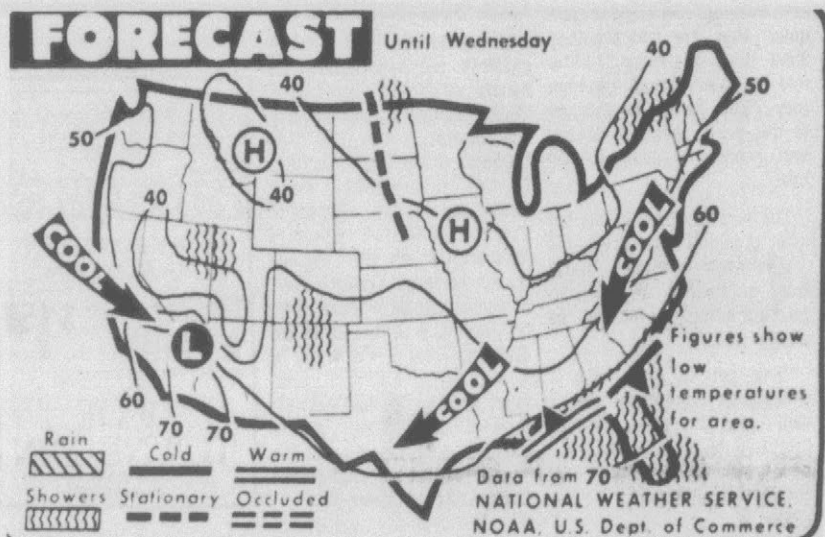 FORECAST
Until Wednesday
40
40
50
50
H
40
40
H
60
COOL
COOL
L
COOL
Figures show
low
temperatures
for area.
60
70
70
Rain
Cold
Warm
Showers
Stationary
Occluded
Data from 70
NATIONAL WEATHER SERVICE,
NOAA, U.S. Dept. of Commerce